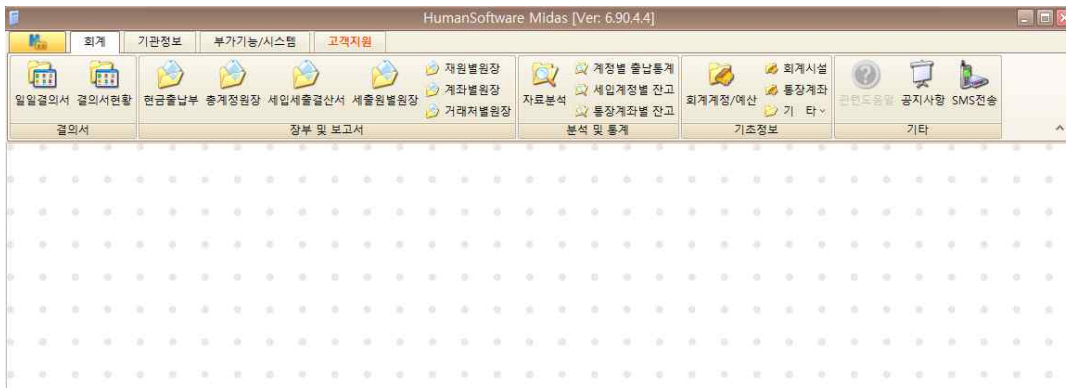 HumanSoftware Midas [Ver: 6.90.4.4]
회계 기관정보 부가기능/시스템 고객지원
일일결의서 결의서현황 현금출납부 총계정원장 세입세출결산서 세출원별원장 재원별원장 계좌별원장 거래처별원장 자료분석 계정별 출납통계 세입계정별 잔고 통장계좌별 잔고 회계계정/예산 회계시설 통장계좌 기 타 관련도움말 공지사항 SMS전송
결의서 장부 및 보고서 분석 및 통계 기초정보 기타